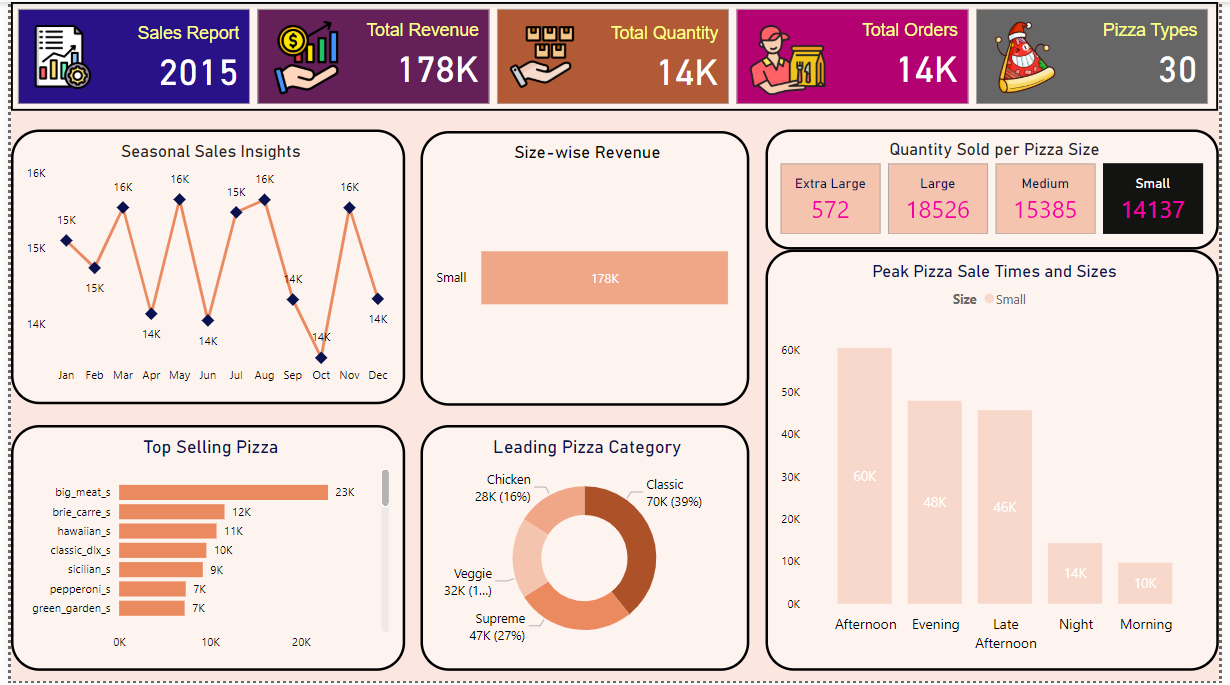 Sales Report
2015
Total Revenue
178K
Total Quantity
14K
Total Orders
14K
Pizza Types
30
Seasonal Sales Insights
16K
15K
14K
15K
15K
16K
14K
16K
14K
15K
16K
14K
14K
16K
14K
Jan Feb Mar Apr May Jun Jul Aug Sep Oct Nov Dec
Size-wise Revenue
Small
178K
Quantity Sold per Pizza Size
Extra Large
572
Large
18526
Medium
15385
Small
14137
Peak Pizza Sale Times and Sizes
Size Small
60K
50K
40K
30K
20K
10K
0K
60K
48K
46K
14K
10K
Afternoon Evening Late Afternoon Night Morning
Top Selling Pizza
big_meat_s 23K
brie_carre_s 12K
hawaiian_s 11K
classic_dlx_s 10K
sicilian_s 9K
pepperoni_s 7K
green_garden_s 7K
0K 10K 20K
Leading Pizza Category
Chicken
28K (16%)
Classic
70K (39%)
Veggie
32K (1...)
Supreme
47K (27%)